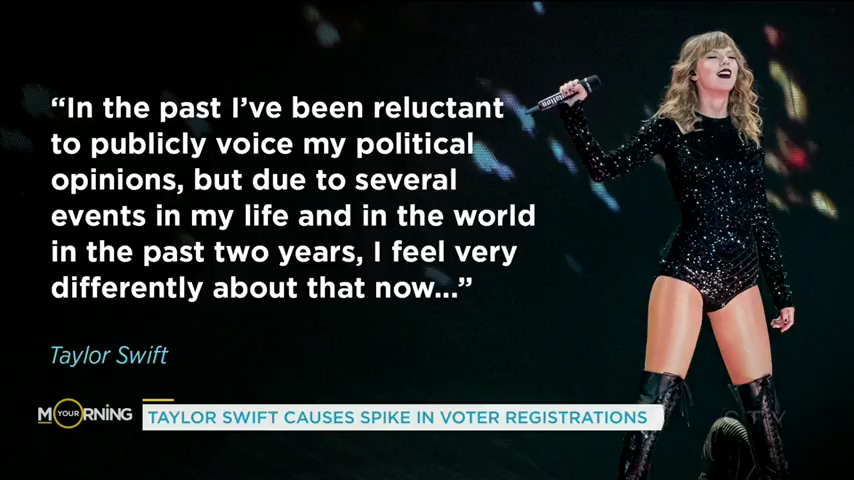 “In the past I’ve been reluctant
to publicly voice my political
opinions, but due to several
events in my life and in the world
in the past two years, I feel very
differently about that now...”
Taylor Swift
YOUR MORNING
TAYLOR SWIFT CAUSES SPIKE IN VOTER REGISTRATIONS
CTV